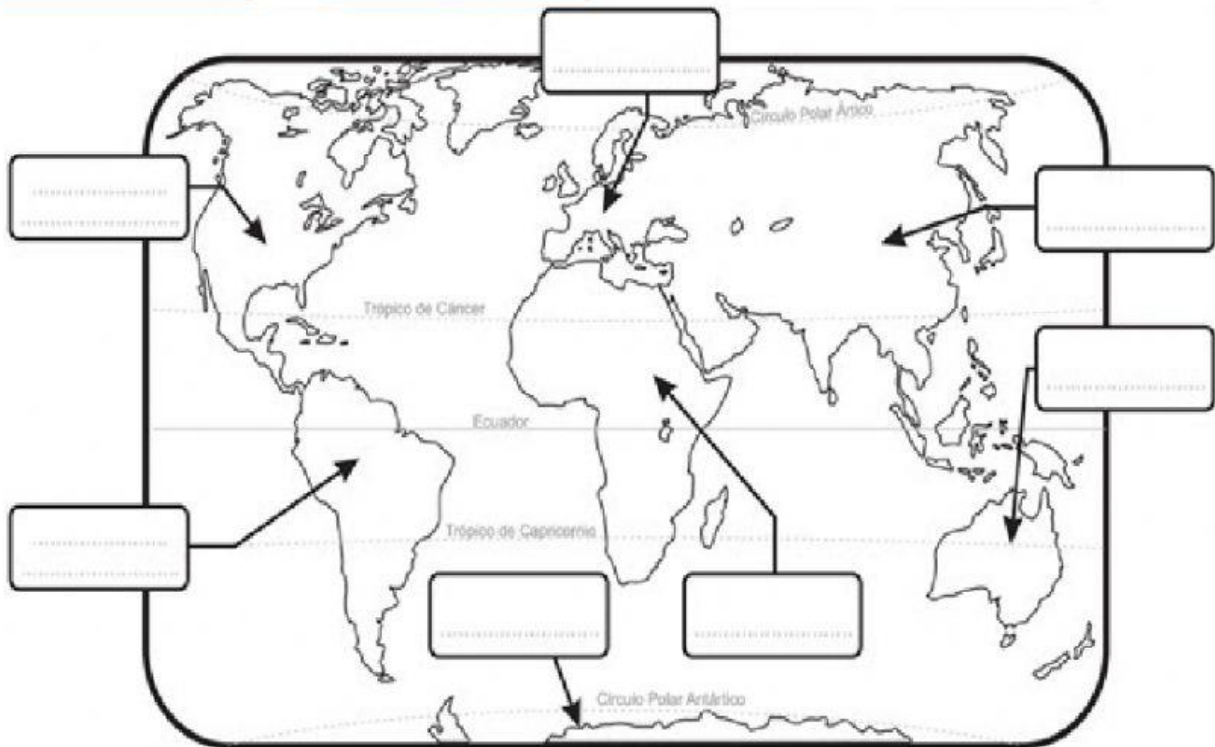 Círculo Polar Ártico
Trópico de Cáncer
Ecuador
Trópico de Capricornio
Círculo Polar Antártico